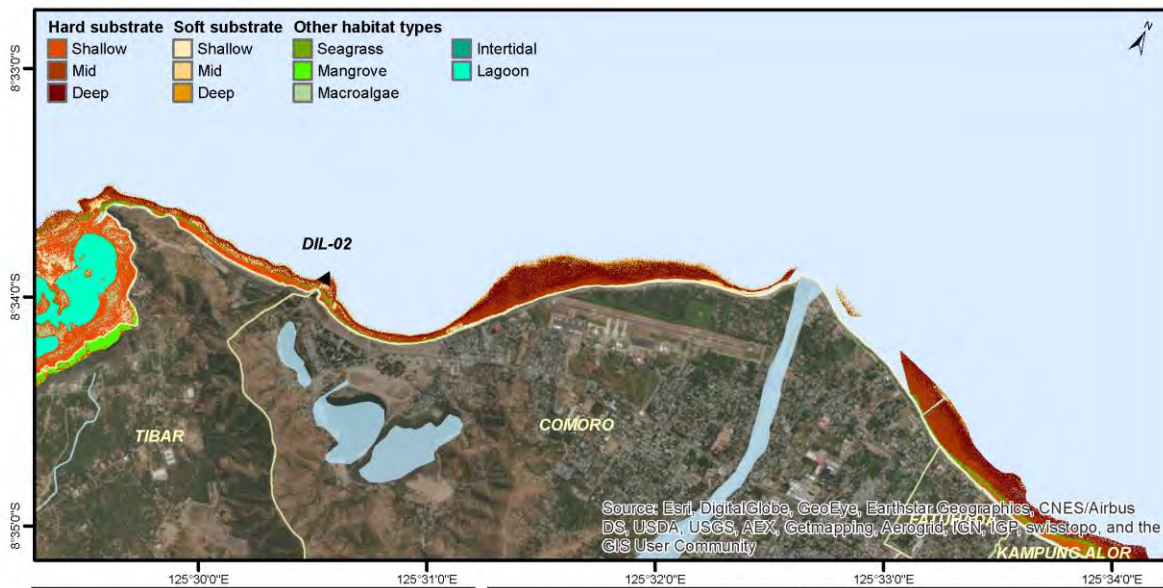 Hard substrate Soft substrate Other habitat types
Shallow Shallow Seagrass Intertidal
Mid Mid Mangrove Lagoon
Deep Deep Macroalgae
N
8°33'0"S
8°34'0"S
8°35'0"S
DIL-02
TIBAR
COMORO
Source: Esri, DigitalGlobe, GeoEye, Earthstar Geographics, CNES/Airbus
DS, USDA, USGS, AEX, Getmapping, Aerogrid, IGN, IGP, swisstopo, and the
GIS User Community
KAMPUNG ALOR
125°30'0"E 125°31'0"E 125°32'0"E 125°33'0"E 125°34'0"E